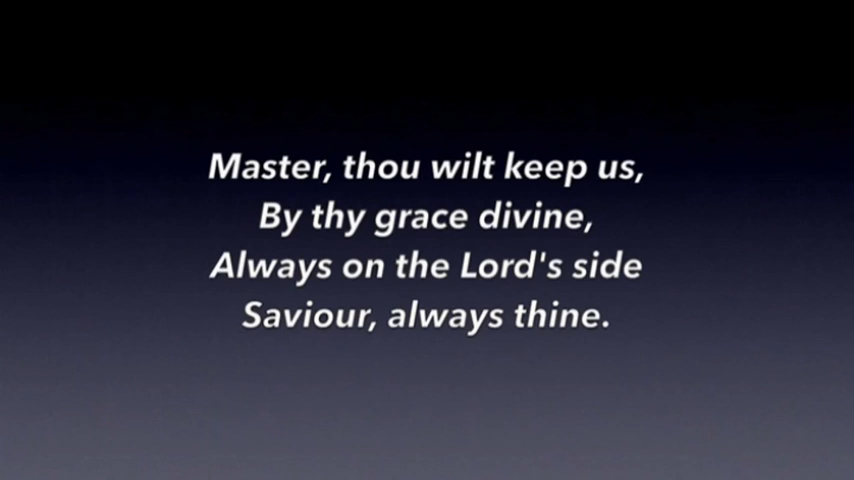 Master, thou wilt keep us,
By thy grace divine,
Always on the Lord's side
Saviour, always thine.